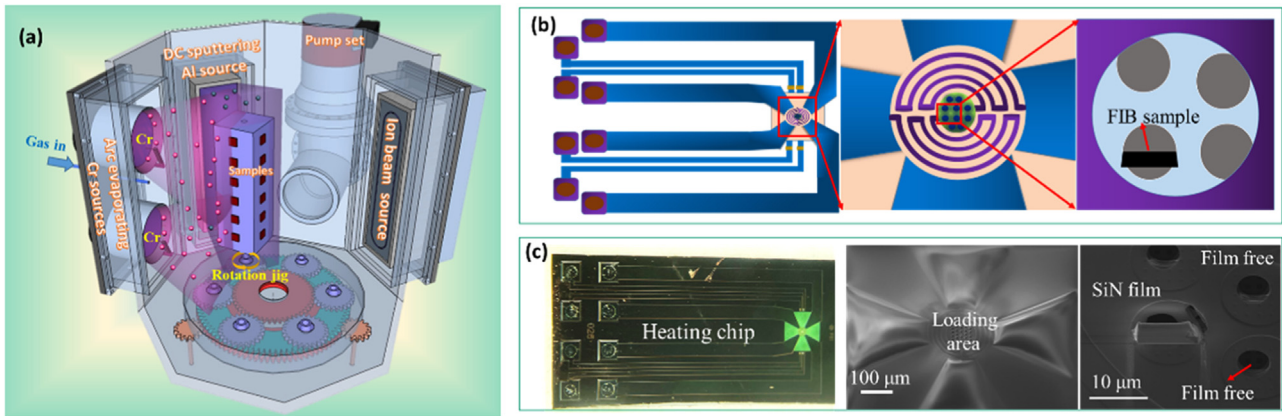 (a)
Pump set
DC sputtering
Al source
Gas in
Cr
Cr
Arc evaporating
Cr sources
Samples
Ion beam source
Rotation jig
(b)
FIB sample
(c)
Heating chip
Loading
area
100 μm
Film free
SiN film
10 μm
Film free